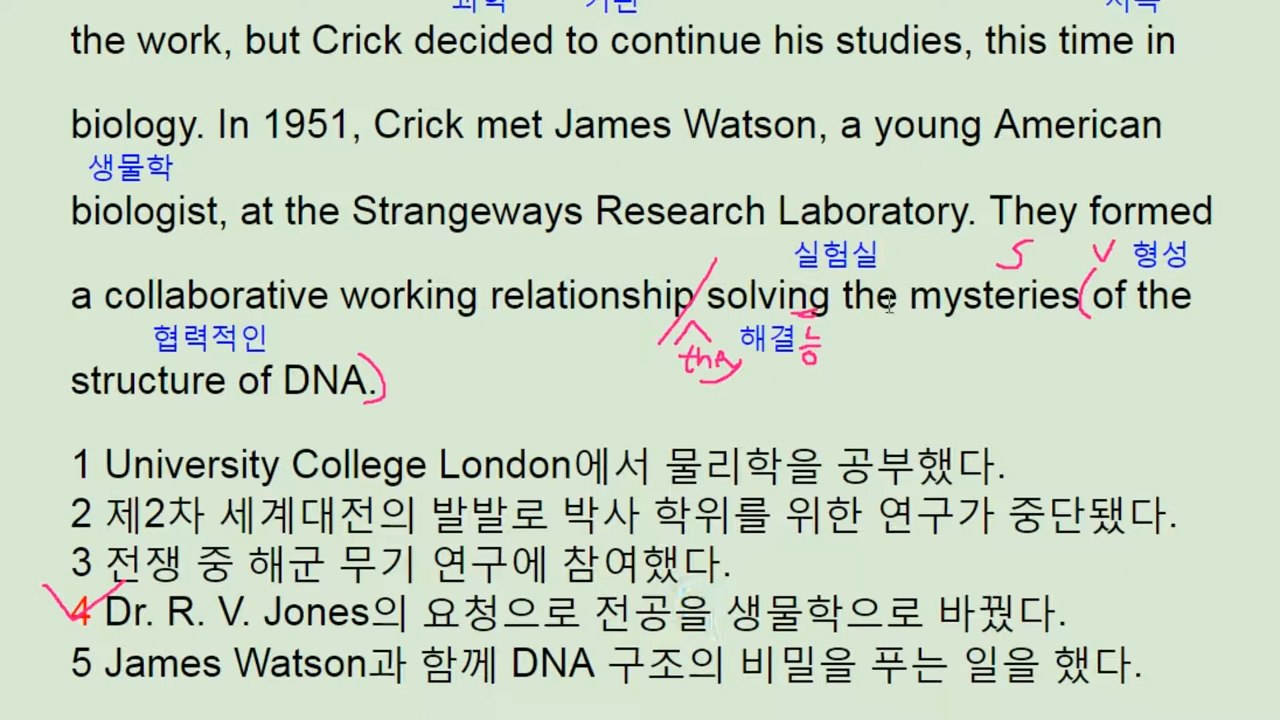 the work, but Crick decided to continue his studies, this time in
biology. In 1951, Crick met James Watson, a young American
생물학
biologist, at the Strangeways Research Laboratory. They formed
실험실 S V 형성
a collaborative working relationship solving the mysteries (of the
협력적인 해결 능
structure of DNA.)
1 University College London에서 물리학을 공부했다.
2 제2차 세계대전의 발발로 박사 학위를 위한 연구가 중단됐다.
3 전쟁 중 해군 무기 연구에 참여했다.
4 Dr. R. V. Jones의 요청으로 전공을 생물학으로 바꿨다.
5 James Watson과 함께 DNA 구조의 비밀을 푸는 일을 했다.